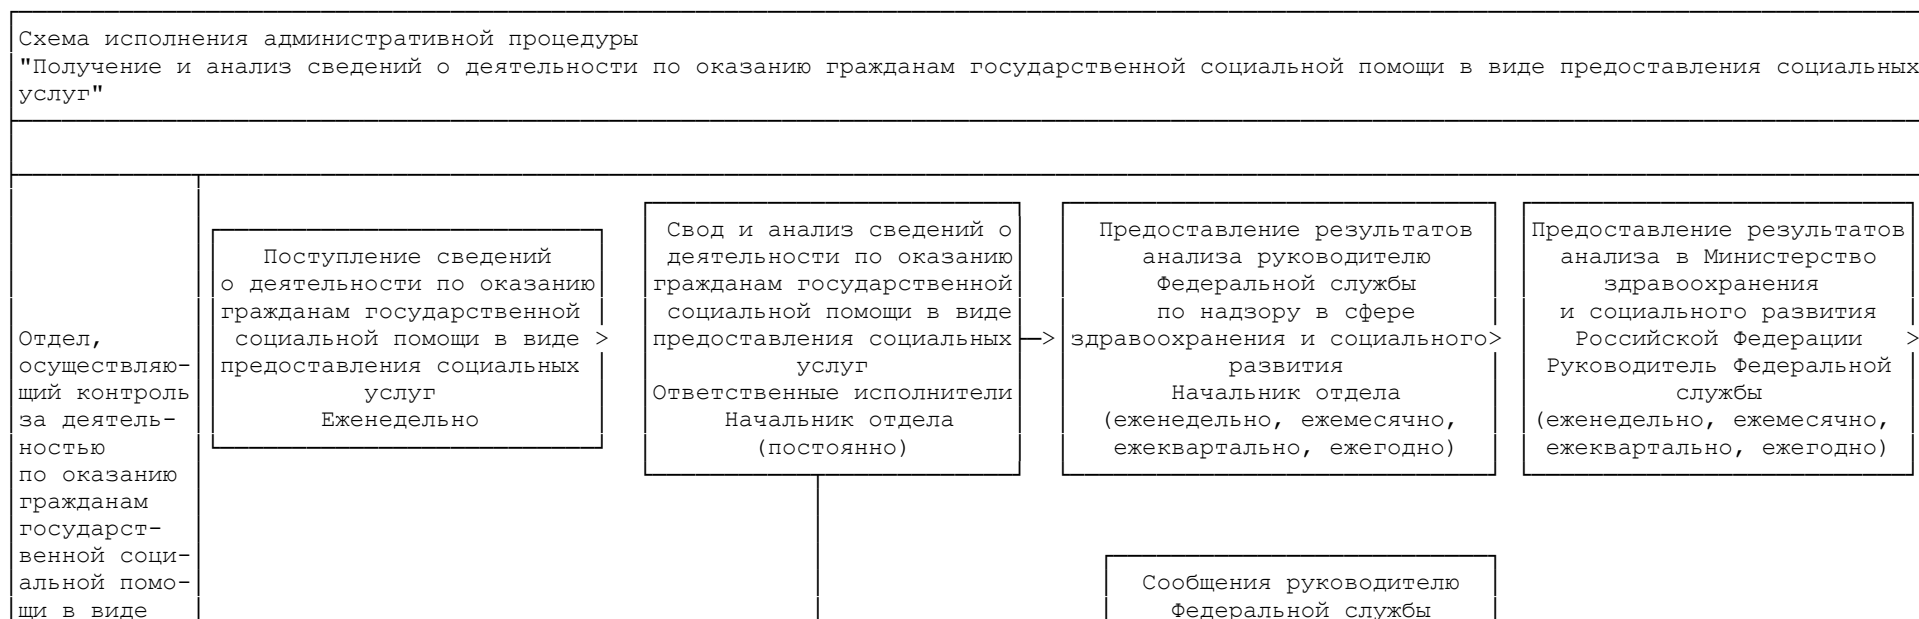 Схема исполнения административной процедуры
"Получение и анализ сведений о деятельности по оказанию гражданам государственной социальной помощи в виде предоставления социальных
услуг"
Отдел,
осуществляю-
щий контроль
за деятель-
ностью
по оказанию
гражданам
государст-
венной соци-
альной помо-
щи в виде
Поступление сведений
о деятельности по оказанию
гражданам государственной
социальной помощи в виде >
предоставления социальных
услуг
Еженедельно
Свод и анализ сведений о
деятельности по оказанию
гражданам государственной
социальной помощи в виде
предоставления социальных
услуг
Ответственные исполнители
Начальник отдела
(постоянно)
>
Предоставление результатов
анализа руководителю
Федеральной службы
по надзору в сфере
здравоохранения и социального>
развития
Начальник отдела
(еженедельно, ежемесячно,
ежеквартально, ежегодно)
Предоставление результатов
анализа в Министерство
здравоохранения
и социального развития
Российской Федерации >
Руководитель Федеральной
службы
(еженедельно, ежемесячно,
ежеквартально, ежегодно)
Сообщения руководителю
Федеральной службы